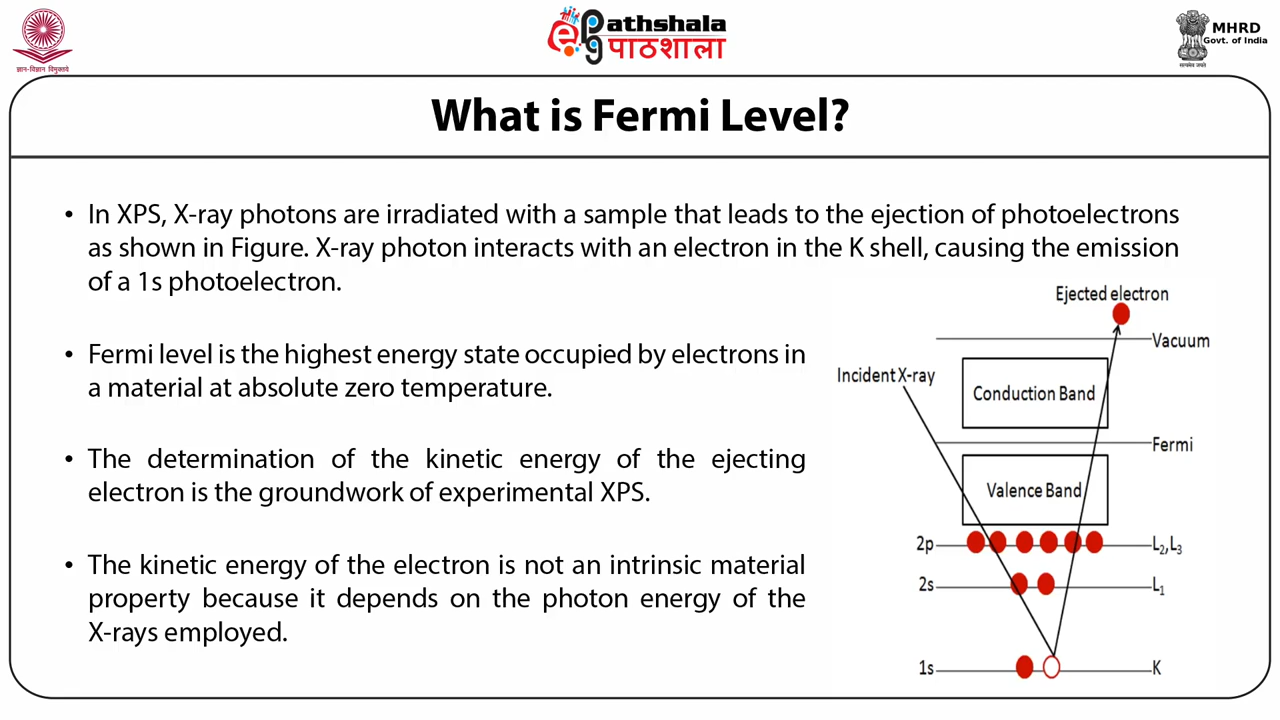 ज्ञान-विज्ञान विमुक्तये
ePathshala
पाठशाला
सत्यमेव जयते
MHRD
Govt. of India
What is Fermi Level?
• In XPS, X-ray photons are irradiated with a sample that leads to the ejection of photoelectrons
as shown in Figure. X-ray photon interacts with an electron in the K shell, causing the emission
of a 1s photoelectron.
• Fermi level is the highest energy state occupied by electrons in
a material at absolute zero temperature.
• The determination of the kinetic energy of the ejecting
electron is the groundwork of experimental XPS.
• The kinetic energy of the electron is not an intrinsic material
property because it depends on the photon energy of the
X-rays employed.
Ejected electron
Vacuum
Incident X-ray
Conduction Band
Fermi
Valence Band
2p L₂,L₃
2s L₁
1s K